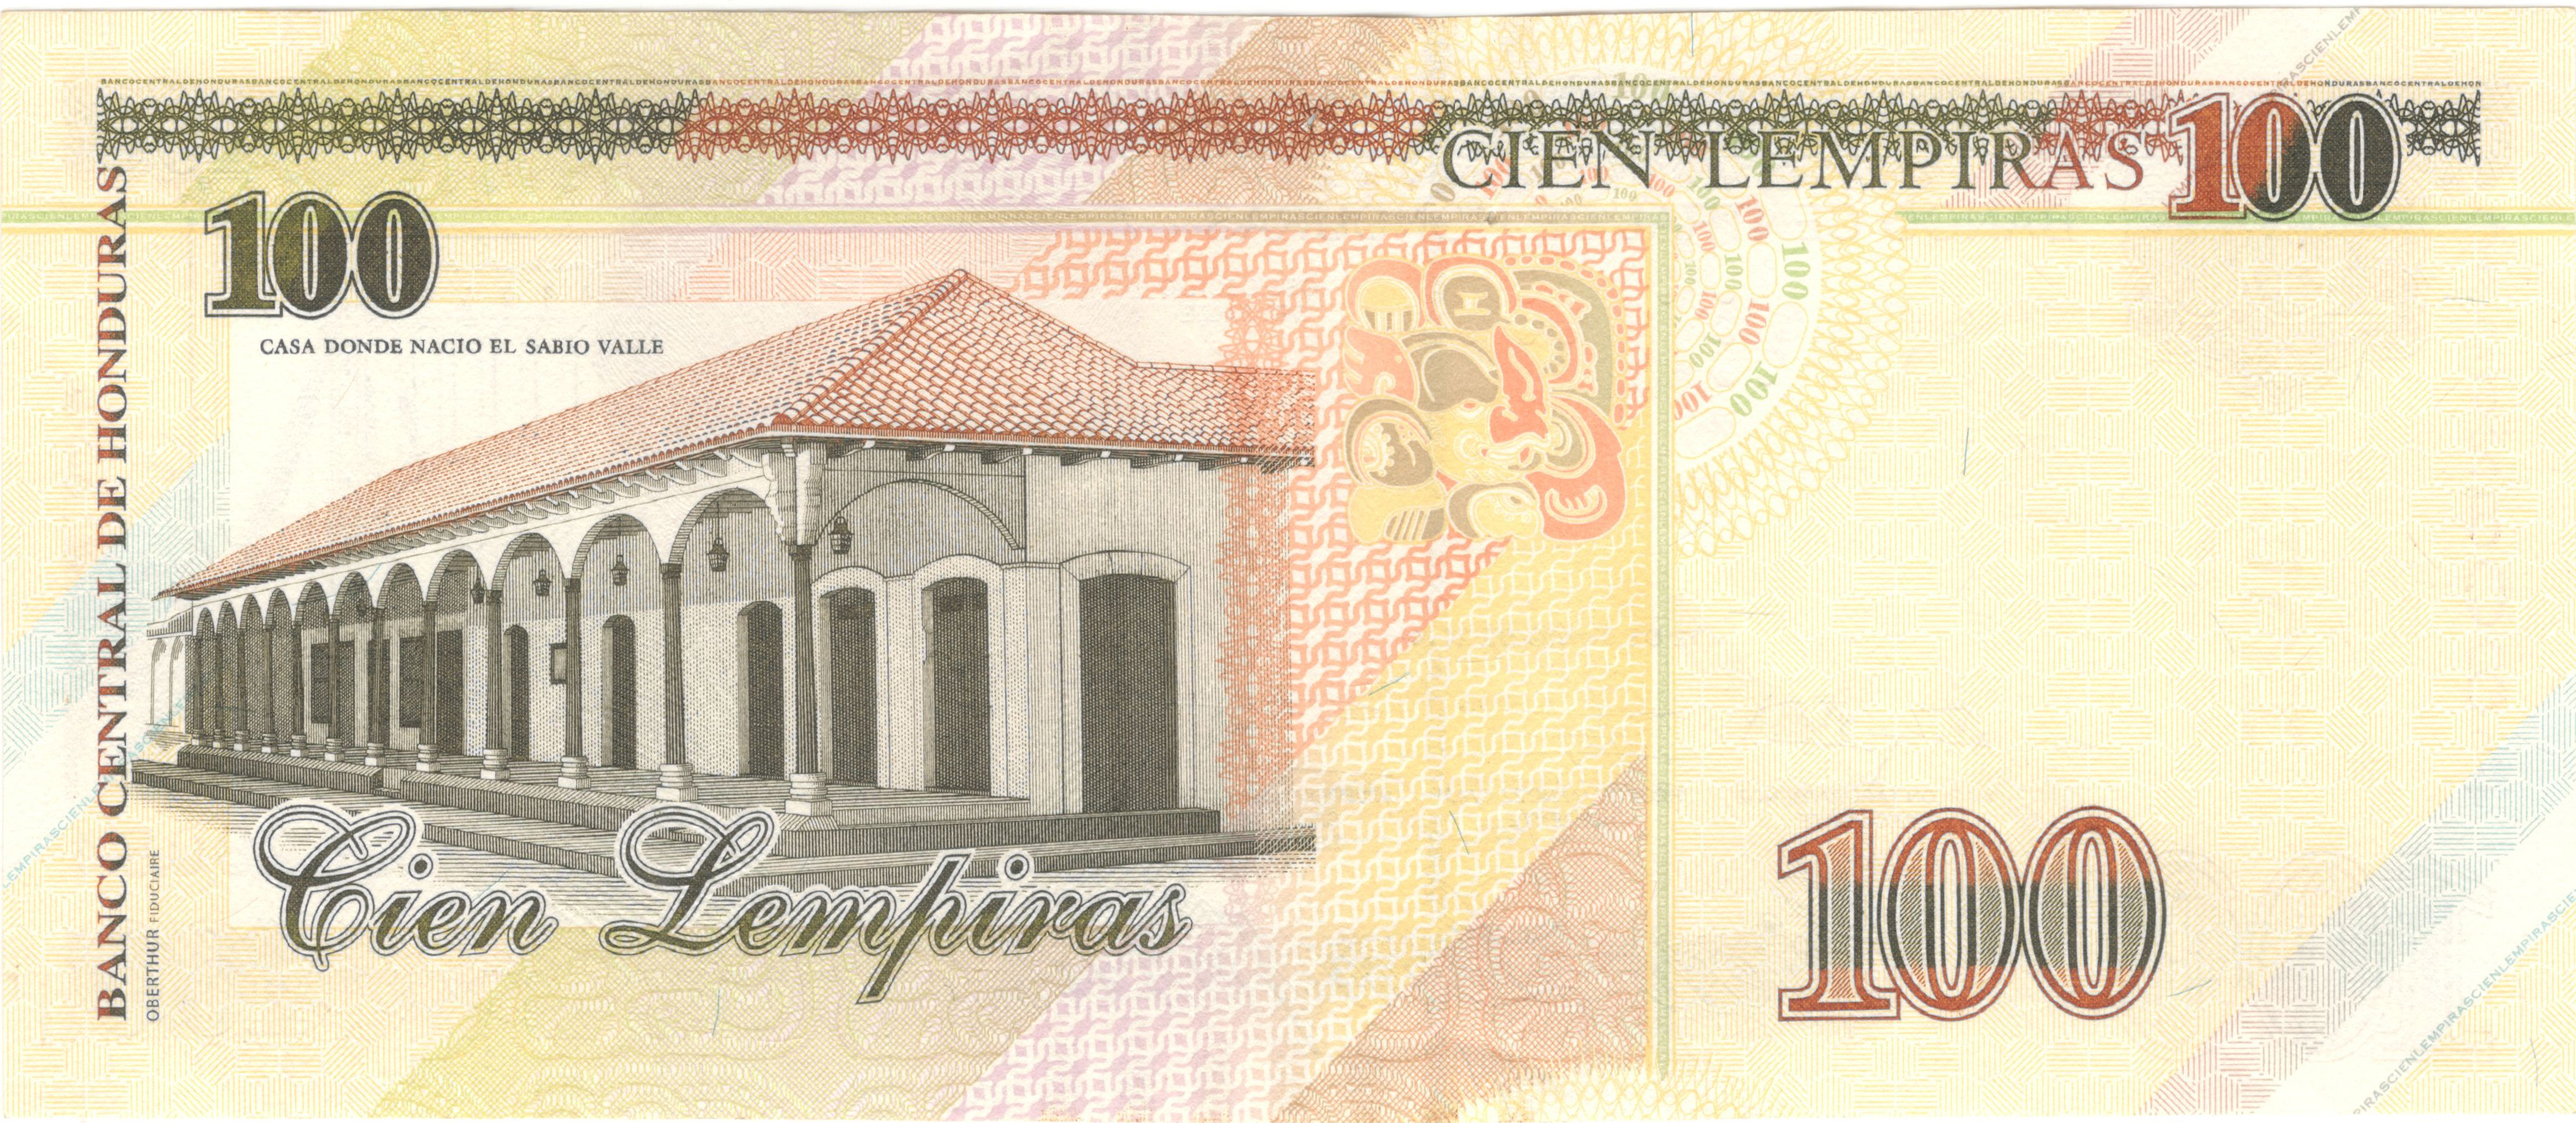 BANCOCENTRALDEHONDURASBANCOCENTRALDEHONDURASBANCOCENTRALDEHONDURAS
CIEN LEMPIRAS 100
100
CASA DONDE NACIO EL SABIO VALLE
BANCO CENTRAL DE HONDURAS
OBERTHUR FIDUCIAIRE
Cien Lempiras
100